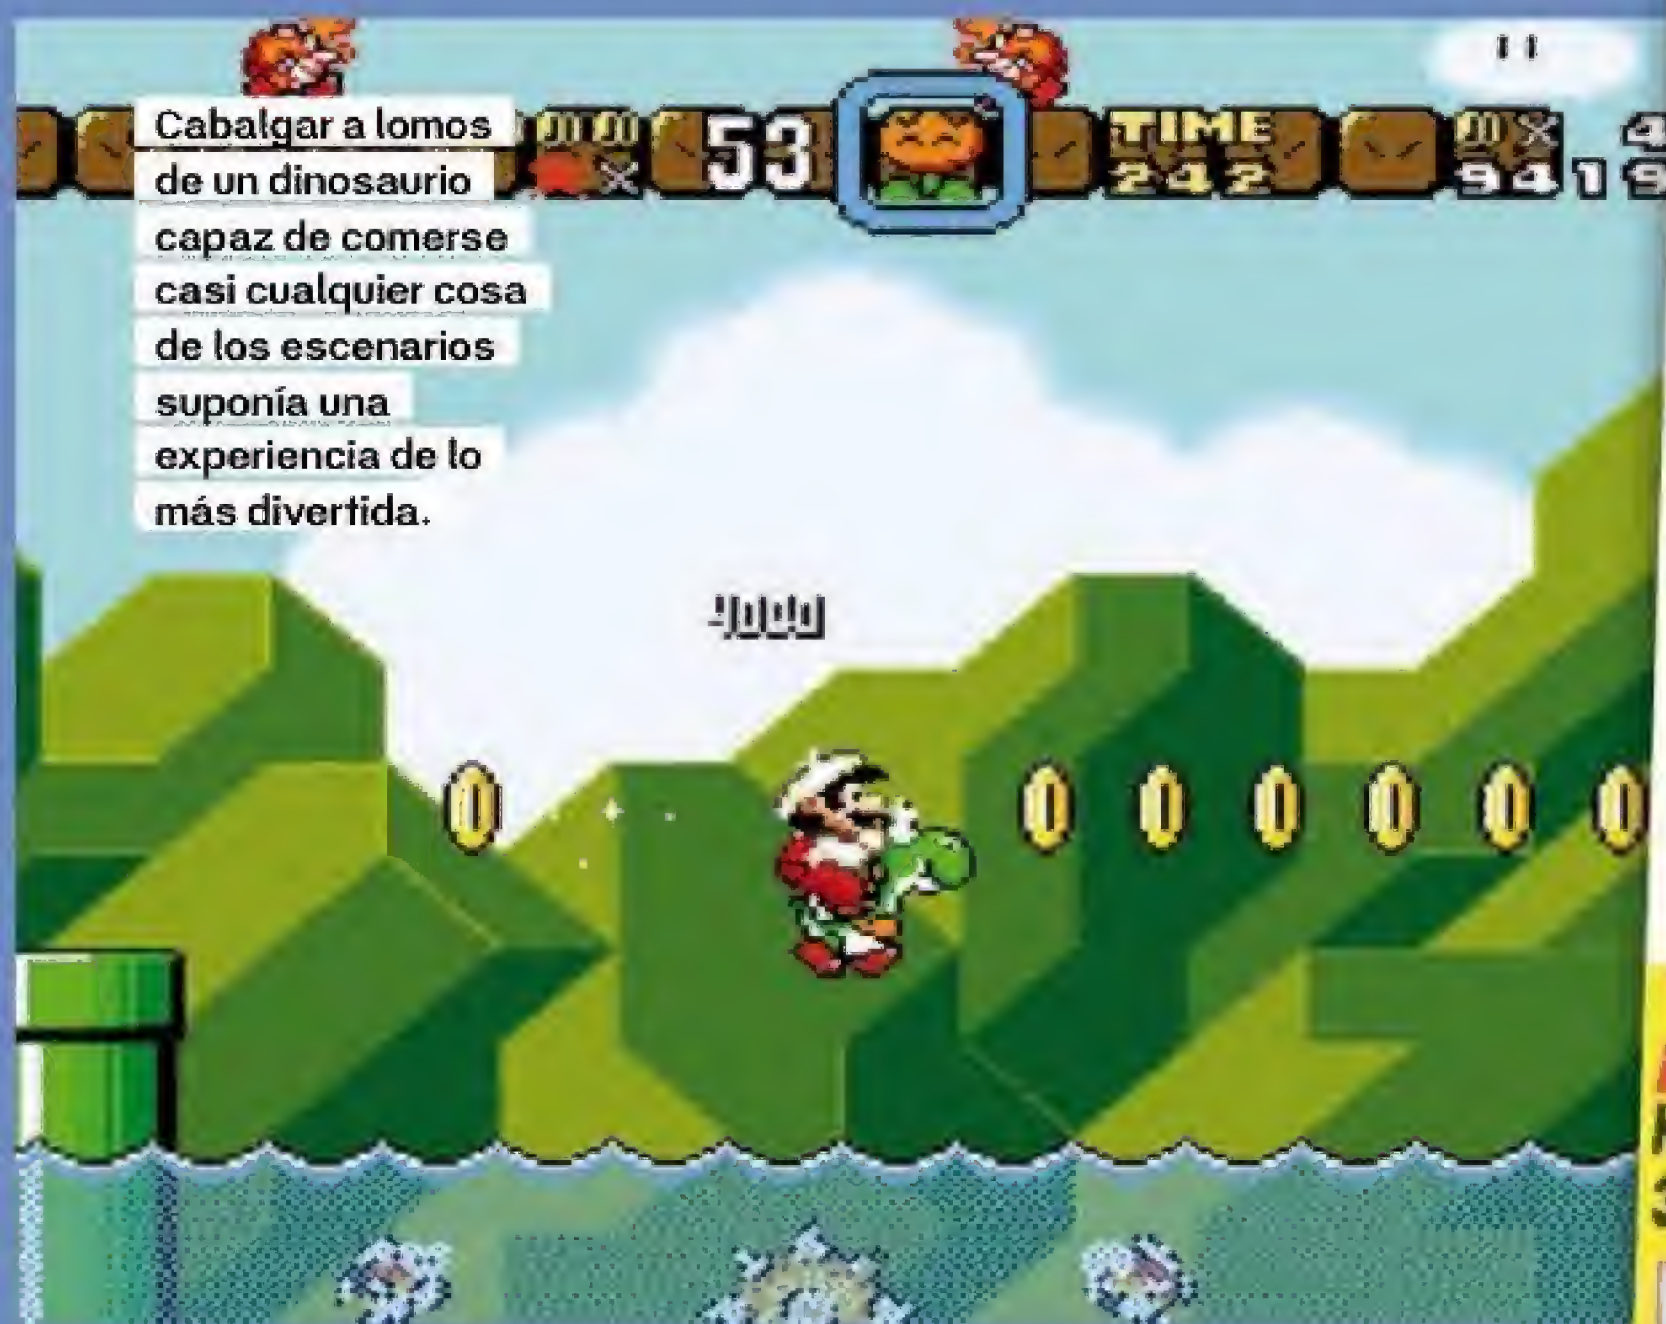 Cabalgar a lomos
de un dinosaurio
capaz de comerse
casi cualquier cosa
de los escenarios
suponía una
experiencia de lo
más divertida.
53
TIME
242
9419